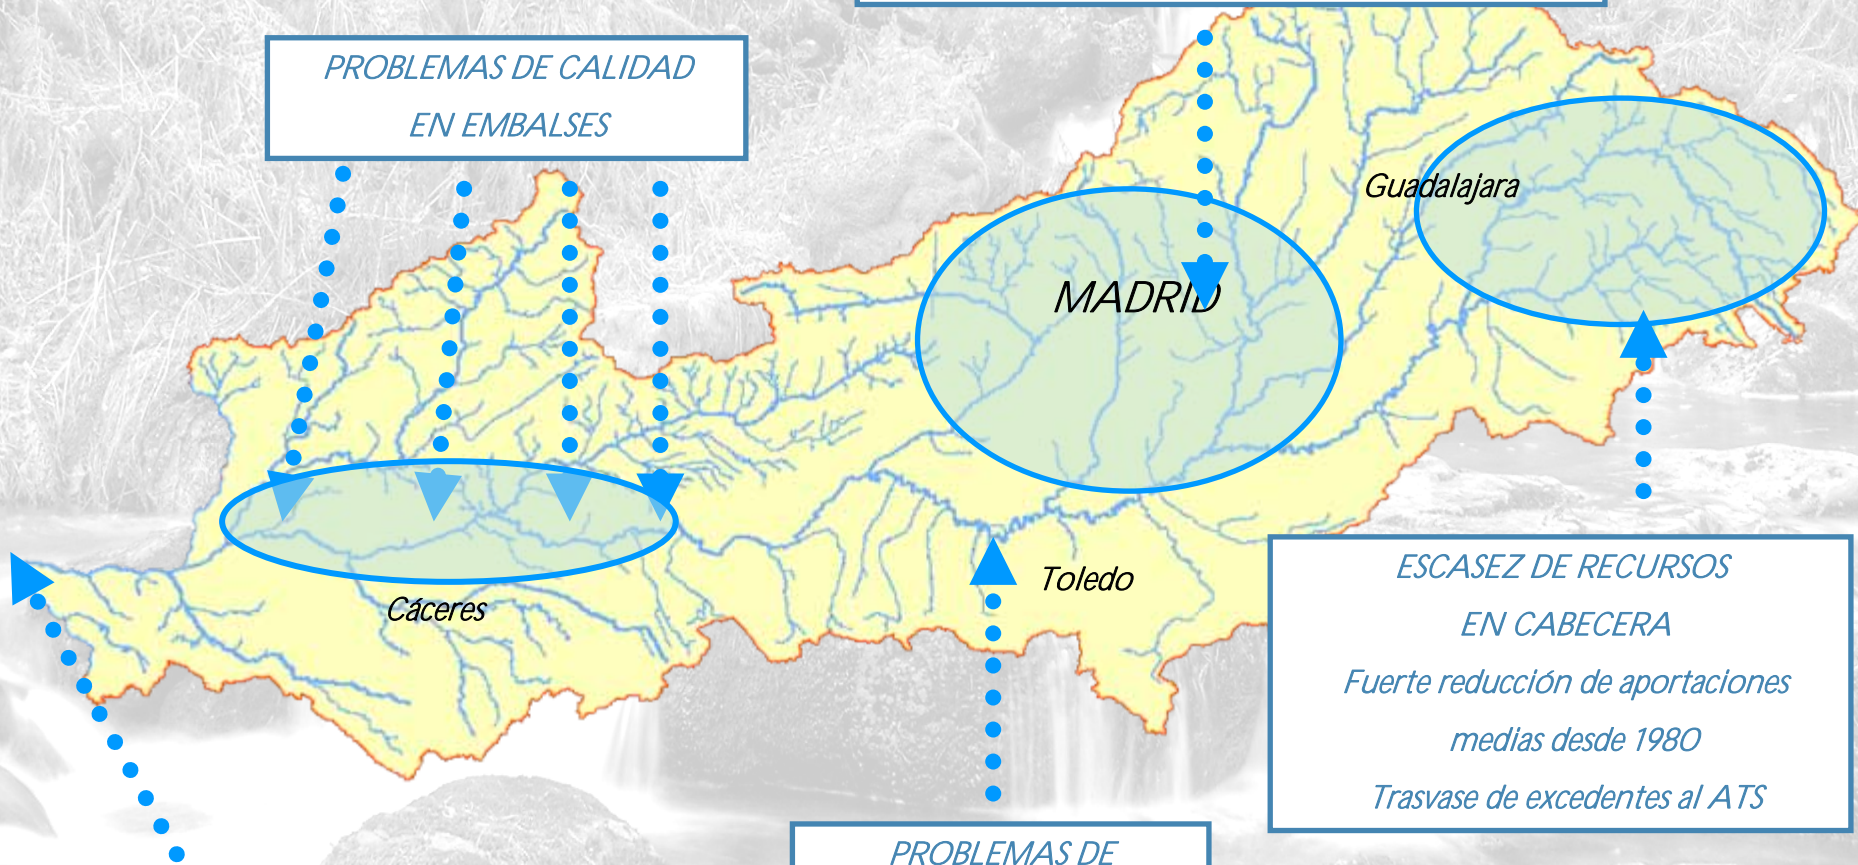 PROBLEMAS DE CALIDAD
EN EMBALSES
Guadalajara
MADRID
Toledo
Cáceres
ESCASEZ DE RECURSOS
EN CABECERA
Fuerte reducción de aportaciones
medias desde 1980
Trasvase de excedentes al ATS
PROBLEMAS DE